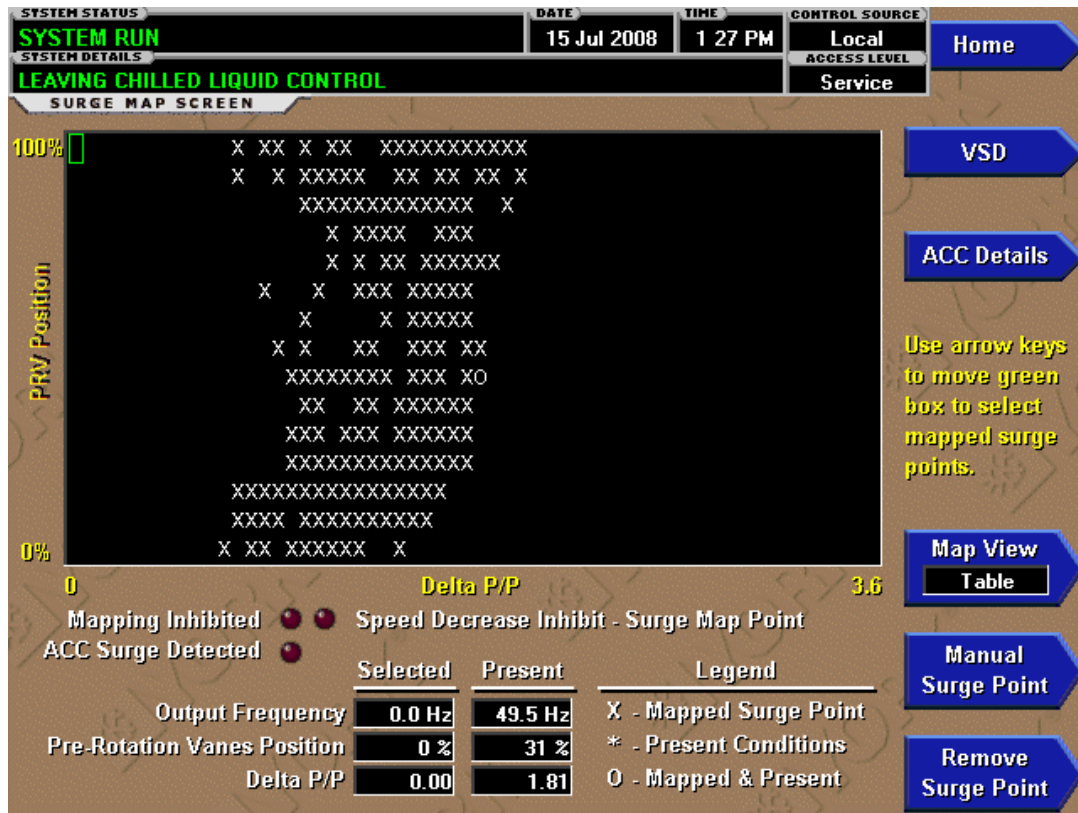 SYSTEM STATUS
SYSTEM RUN
DATE
15 Jul 2008
TIME
1 27 PM
CONTROL SOURCE
Local
Home
SYSTEM DETAILS
LEAVING CHILLED LIQUID CONTROL
ACCESS LEVEL
Service
SURGE MAP SCREEN
100%
X XX X XX  XXXXXXXXXXX
X  X XXXXX  XX XX XX X
XXXXXXXXXXXXX  X
X XXXX  XXX
X X XX XXXXXX
X   X  XXX XXXXX
X     X XXXXX
X X   XX  XXX XX
XXXXXXXX XXX XO
XX  XX XXXXXX
XXX XXX XXXXXX
XXXXXXXXXXXXXX
XXXXXXXXXXXXXXXX
XXXX XXXXXXXXXX
X XX XXXXXX  X
0%
PRV Position
0
Delta P/P
3.6
VSD
ACC Details
Use arrow keys
to move green
box to select
mapped surge
points.
Map View
Table
Manual
Surge Point
Remove
Surge Point
Mapping Inhibited
Speed Decrease Inhibit - Surge Map Point
ACC Surge Detected
Selected Present Legend
Output Frequency 0.0 Hz 49.5 Hz X - Mapped Surge Point
Pre-Rotation Vanes Position 0 % 31 % * - Present Conditions
Delta P/P 0.00 1.81 O - Mapped & Present